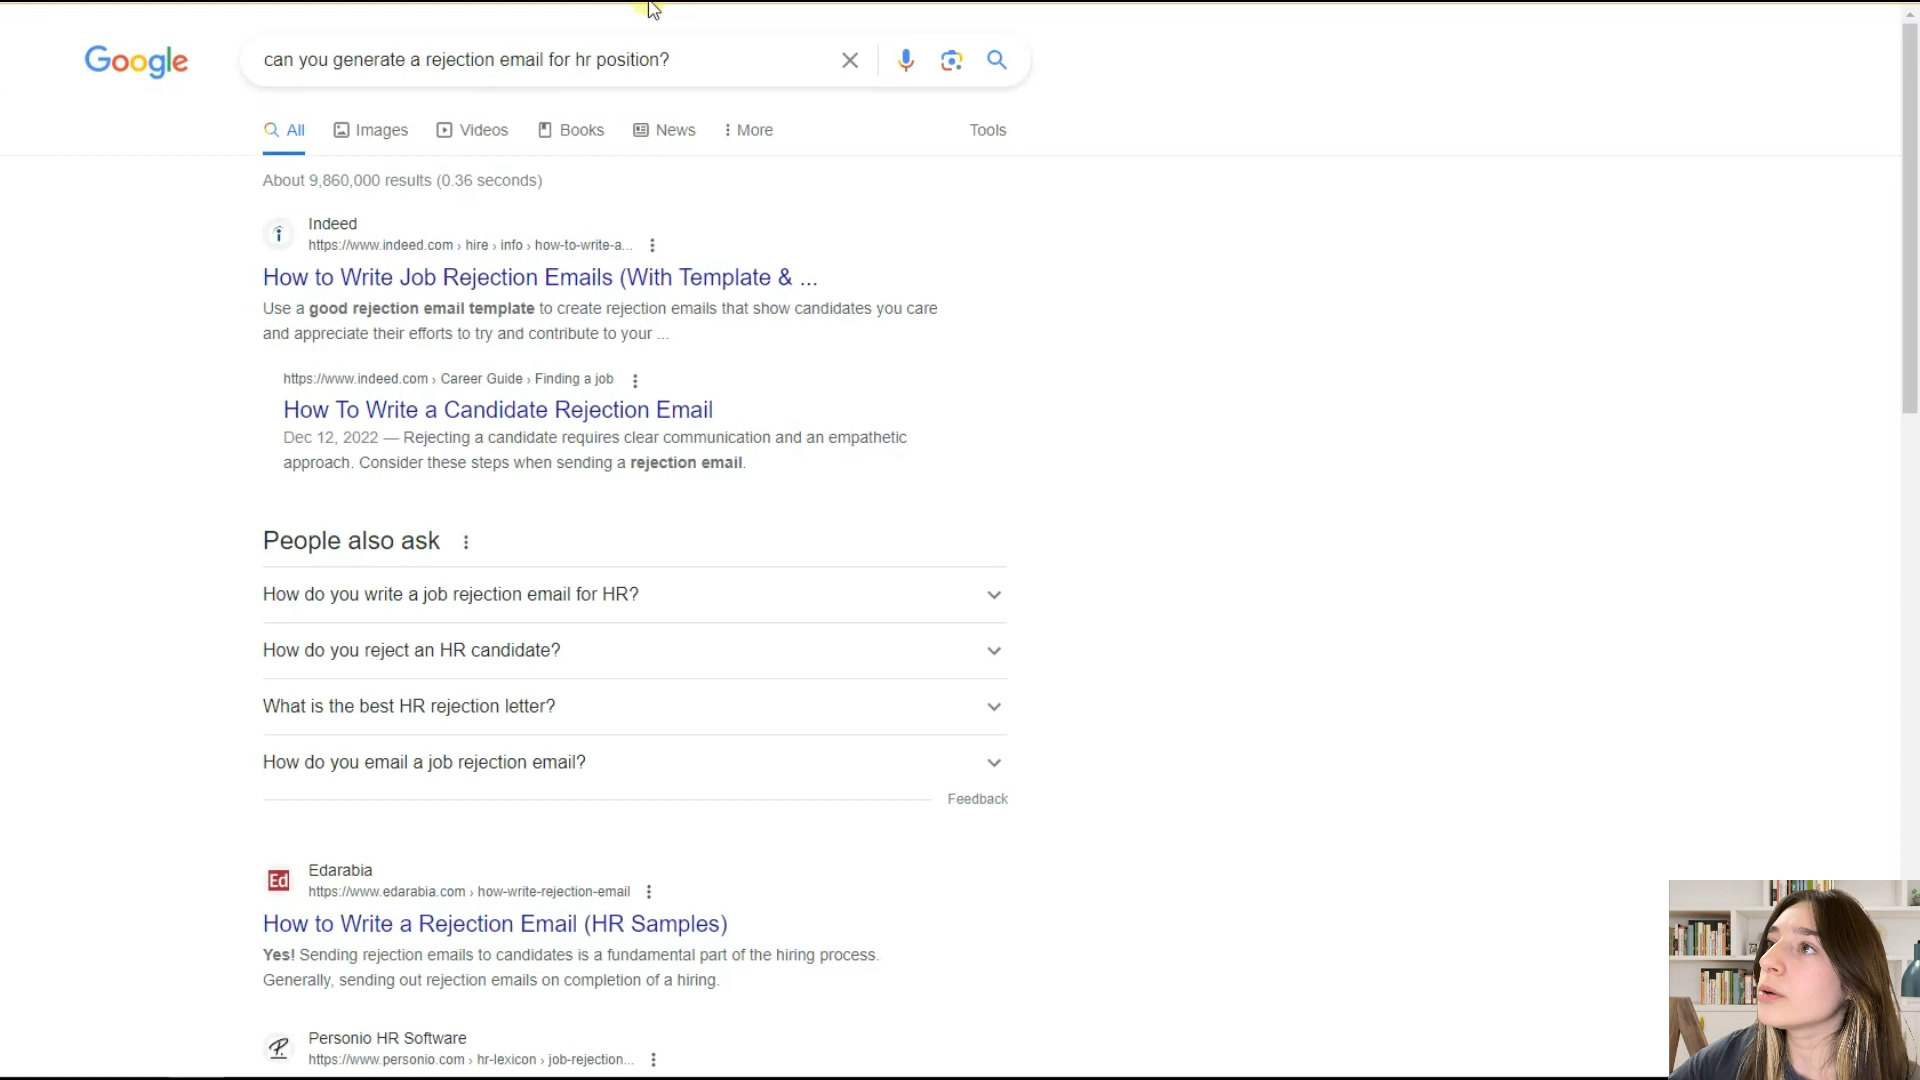 Google
can you generate a rejection email for hr position?
All
Images
Videos
Books
News
More
Tools
About 9,860,000 results (0.36 seconds)
Indeed
https://www.indeed.com › hire › info › how-to-write-a...
How to Write Job Rejection Emails (With Template & ...
Use a good rejection email template to create rejection emails that show candidates you care
and appreciate their efforts to try and contribute to your ...
https://www.indeed.com › Career Guide › Finding a job
How To Write a Candidate Rejection Email
Dec 12, 2022 — Rejecting a candidate requires clear communication and an empathetic
approach. Consider these steps when sending a rejection email.
People also ask
How do you write a job rejection email for HR?
How do you reject an HR candidate?
What is the best HR rejection letter?
How do you email a job rejection email?
Feedback
Ed
Edarabia
https://www.edarabia.com › how-write-rejection-email
How to Write a Rejection Email (HR Samples)
Yes! Sending rejection emails to candidates is a fundamental part of the hiring process.
Generally, sending out rejection emails on completion of a hiring.
Personio HR Software
https://www.personio.com › hr-lexicon › job-rejection...